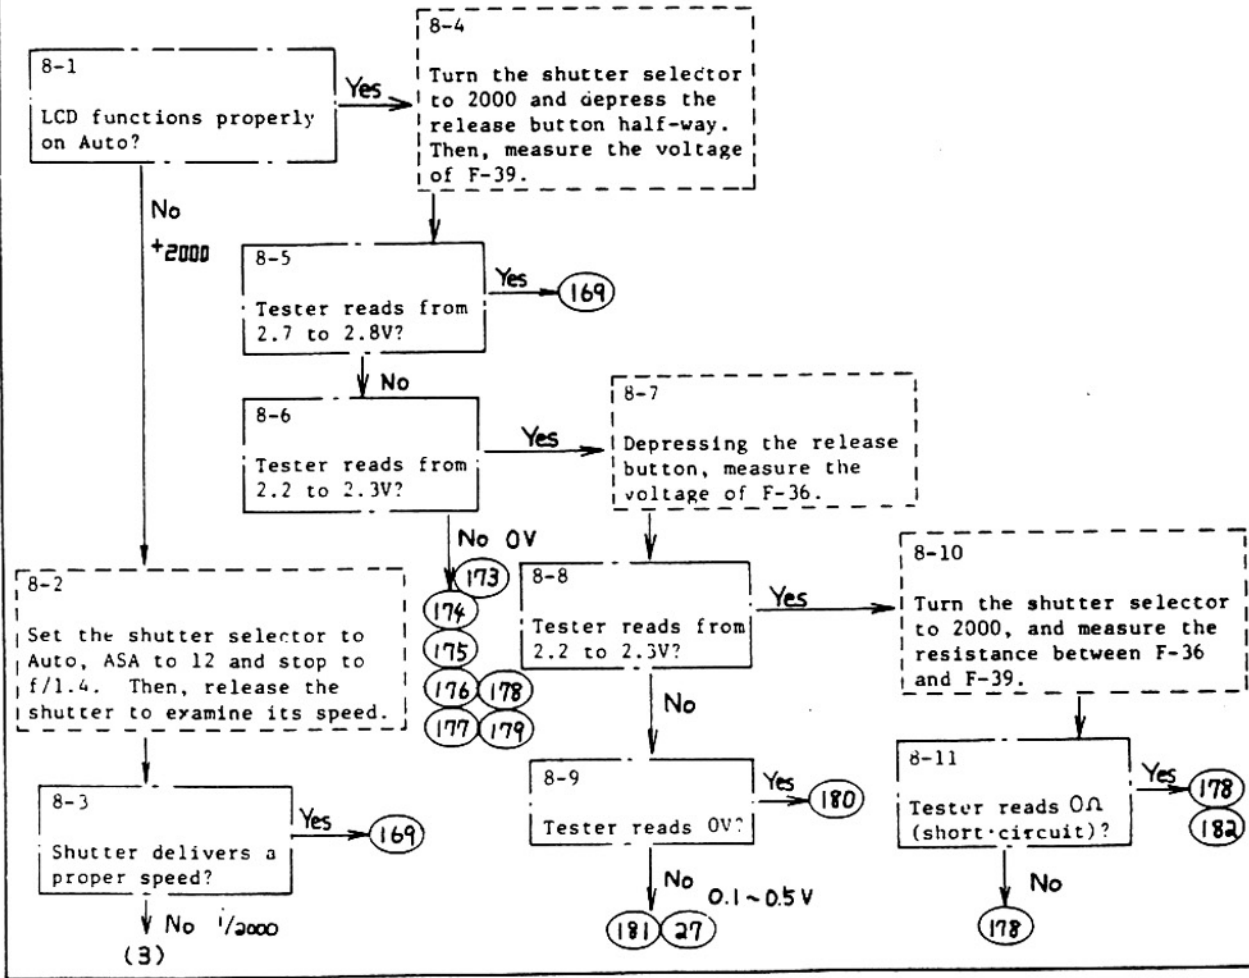 8-1
LCD functions properly
on Auto?
Yes
No
+2000
8-4
Turn the shutter selector
to 2000 and depress the
release button half-way.
Then, measure the voltage
of F-39.
8-5
Tester reads from
2.7 to 2.8V?
Yes
169
No
8-6
Tester reads from
2.2 to 2.3V?
Yes
No 0V
173
174
175
176 178
177 179
8-7
Depressing the release
button, measure the
voltage of F-36.
8-8
Tester reads from
2.2 to 2.3V?
Yes
No
8-10
Turn the shutter selector
to 2000, and measure the
resistance between F-36
and F-39.
8-2
Set the shutter selector to
Auto, ASA to 12 and stop to
f/1.4. Then, release the
shutter to examine its speed.
8-3
Shutter delivers a
proper speed?
Yes
169
No 1/2000
(3)
8-9
Tester reads 0V?
Yes
180
No
0.1~0.5V
181 27
8-11
Tester reads 0Ω
(short·circuit)?
Yes
178
182
No
178